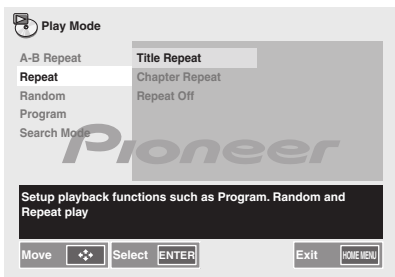 Play Mode
A-B Repeat
Title Repeat
Repeat
Chapter Repeat
Random
Repeat Off
Program
Search Mode
Pioneer
Setup playback functions such as Program. Random and
Repeat play
Move
Select ENTER
Exit HOME MENU